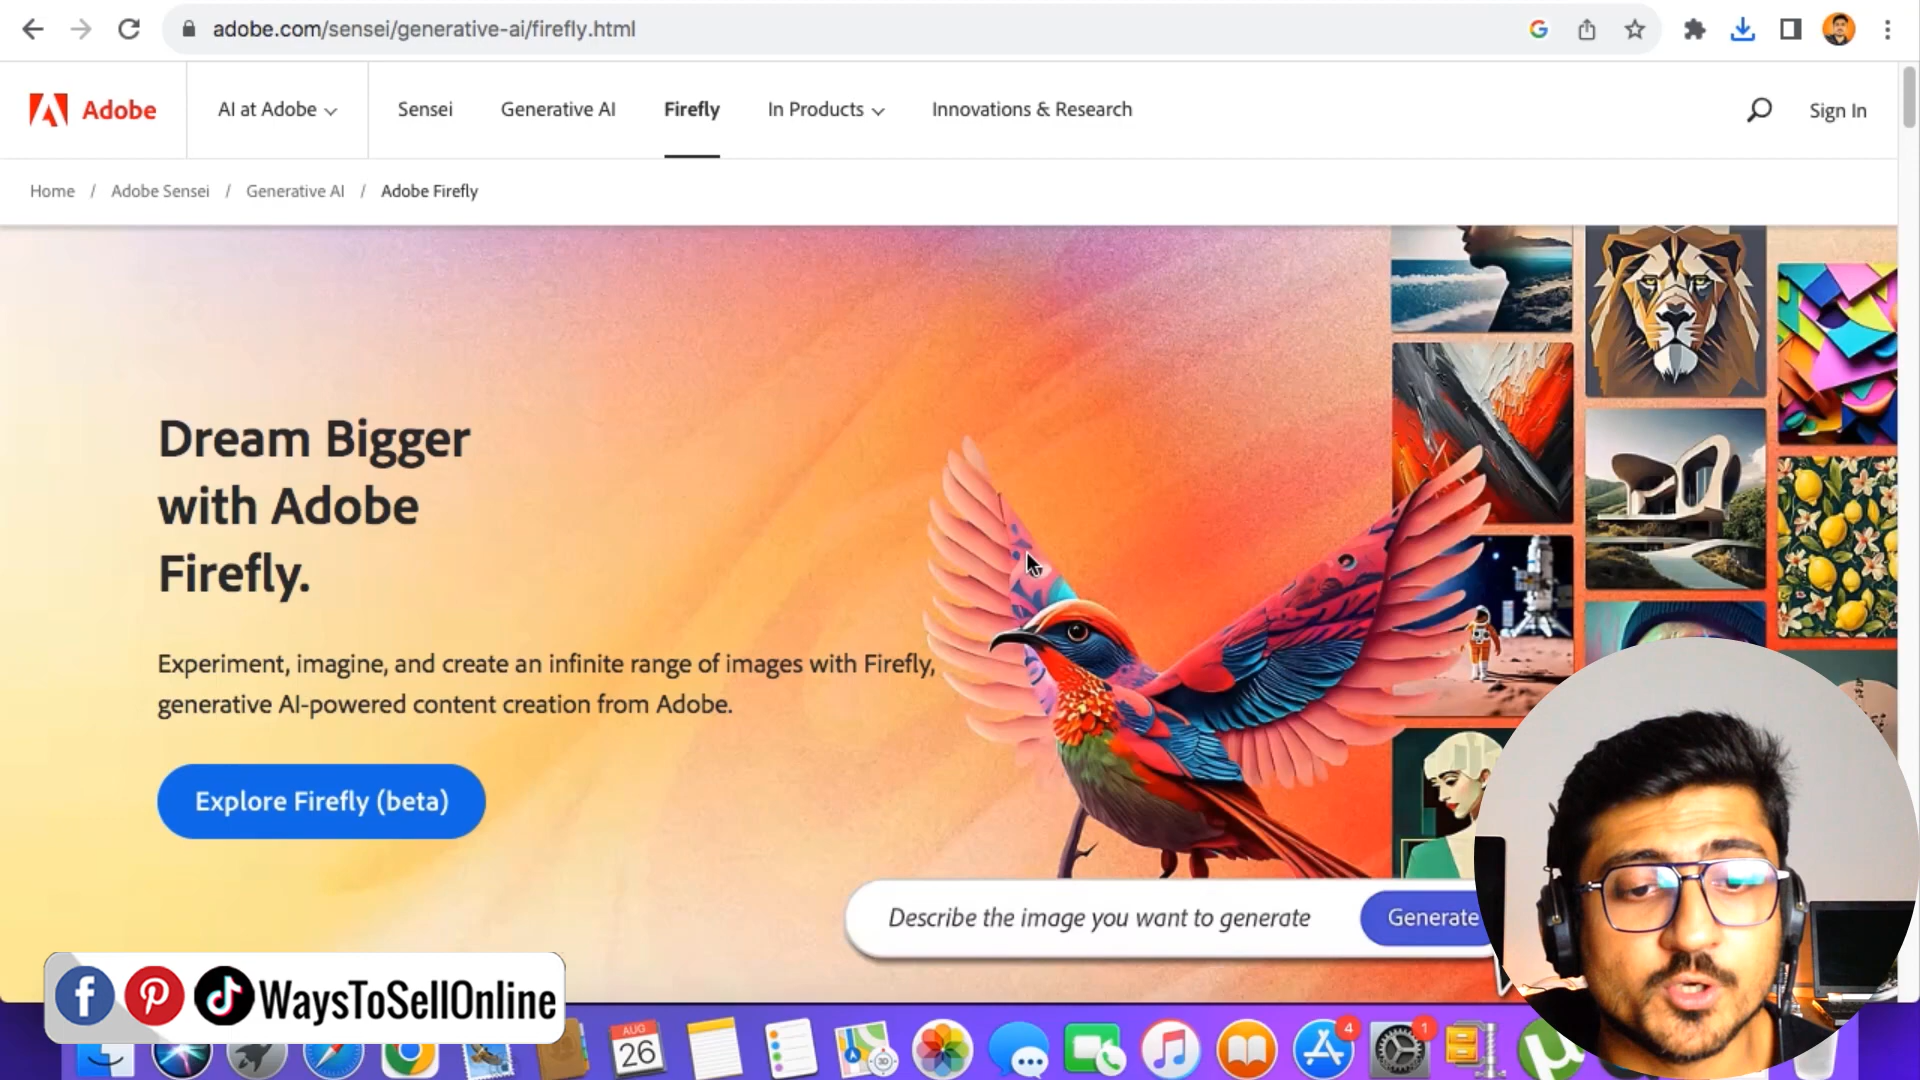 adobe.com/sensei/generative-ai/firefly.html
Adobe
AI at Adobe
Sensei
Generative AI
Firefly
In Products
Innovations & Research
Sign In
Home / Adobe Sensei / Generative AI / Adobe Firefly
Dream Bigger
with Adobe
Firefly.
Experiment, imagine, and create an infinite range of images with Firefly,
generative AI-powered content creation from Adobe.
Explore Firefly (beta)
Describe the image you want to generate
Generate
WaysToSellOnline
AUG
26
3D
4
1